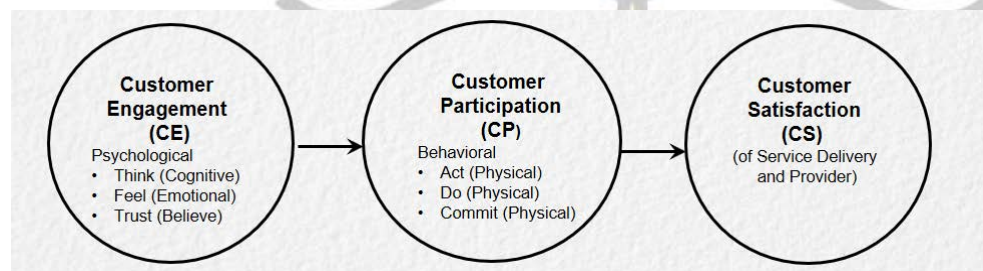 Customer
Engagement
(CE)
Psychological
• Think (Cognitive)
• Feel (Emotional)
• Trust (Believe)
Customer
Participation
(CP)
Behavioral
• Act (Physical)
• Do (Physical)
• Commit (Physical)
Customer
Satisfaction
(CS)
(of Service Delivery
and Provider)